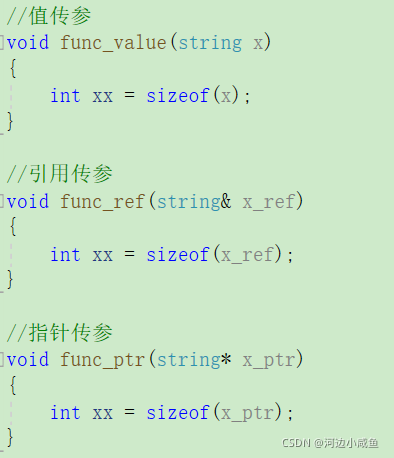 //值传参
void func_value(string x)
{
    int xx = sizeof(x);
}
//引用传参
void func_ref(string& x_ref)
{
    int xx = sizeof(x_ref);
}
//指针传参
void func_ptr(string* x_ptr)
{
    int xx = sizeof(x_ptr);
}
CSDN @河边小咸鱼